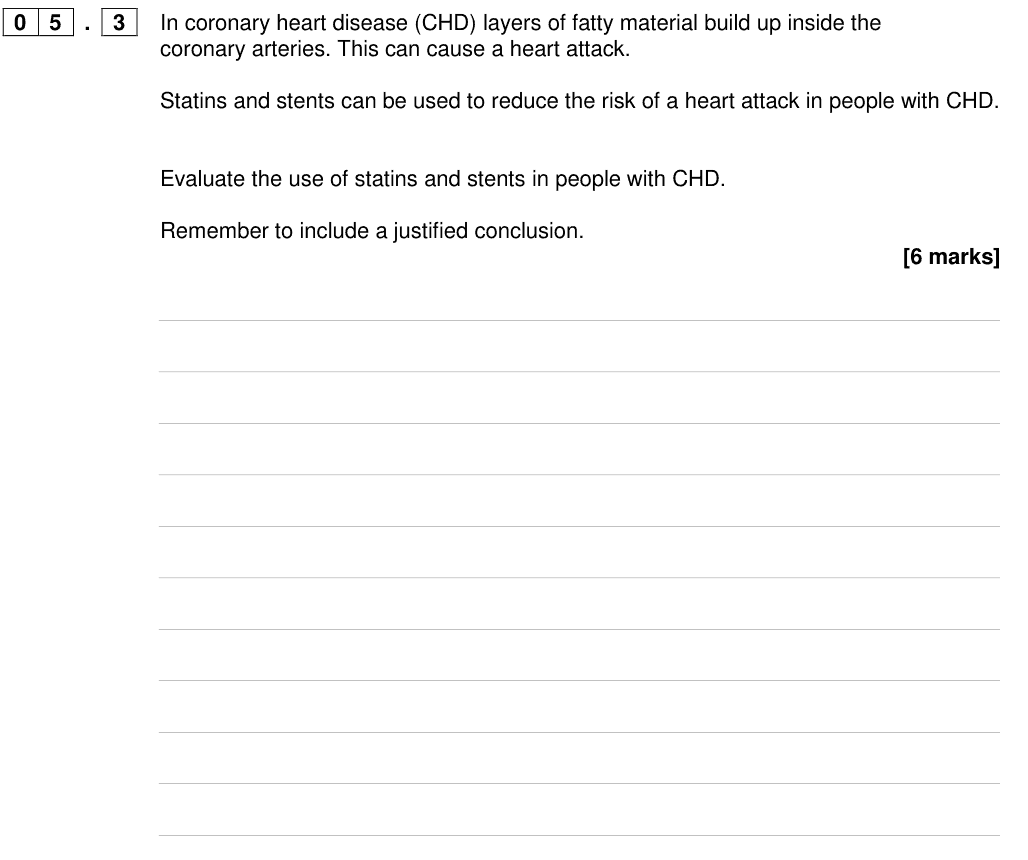 0 5 . 3 In coronary heart disease (CHD) layers of fatty material build up inside the
coronary arteries. This can cause a heart attack.
Statins and stents can be used to reduce the risk of a heart attack in people with CHD.
Evaluate the use of statins and stents in people with CHD.
Remember to include a justified conclusion.
[6 marks]